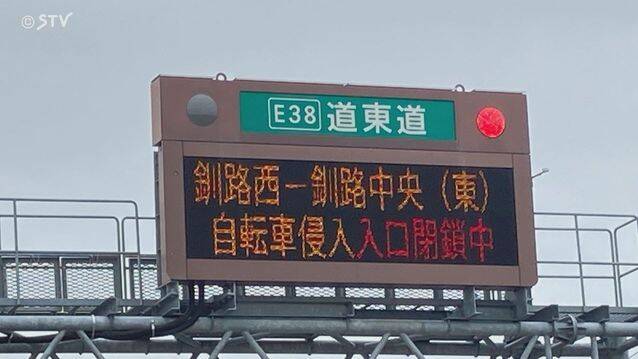 ©STV
E38 道東道
釧路西ー釧路中央（東）
自転車侵入入口閉鎖中